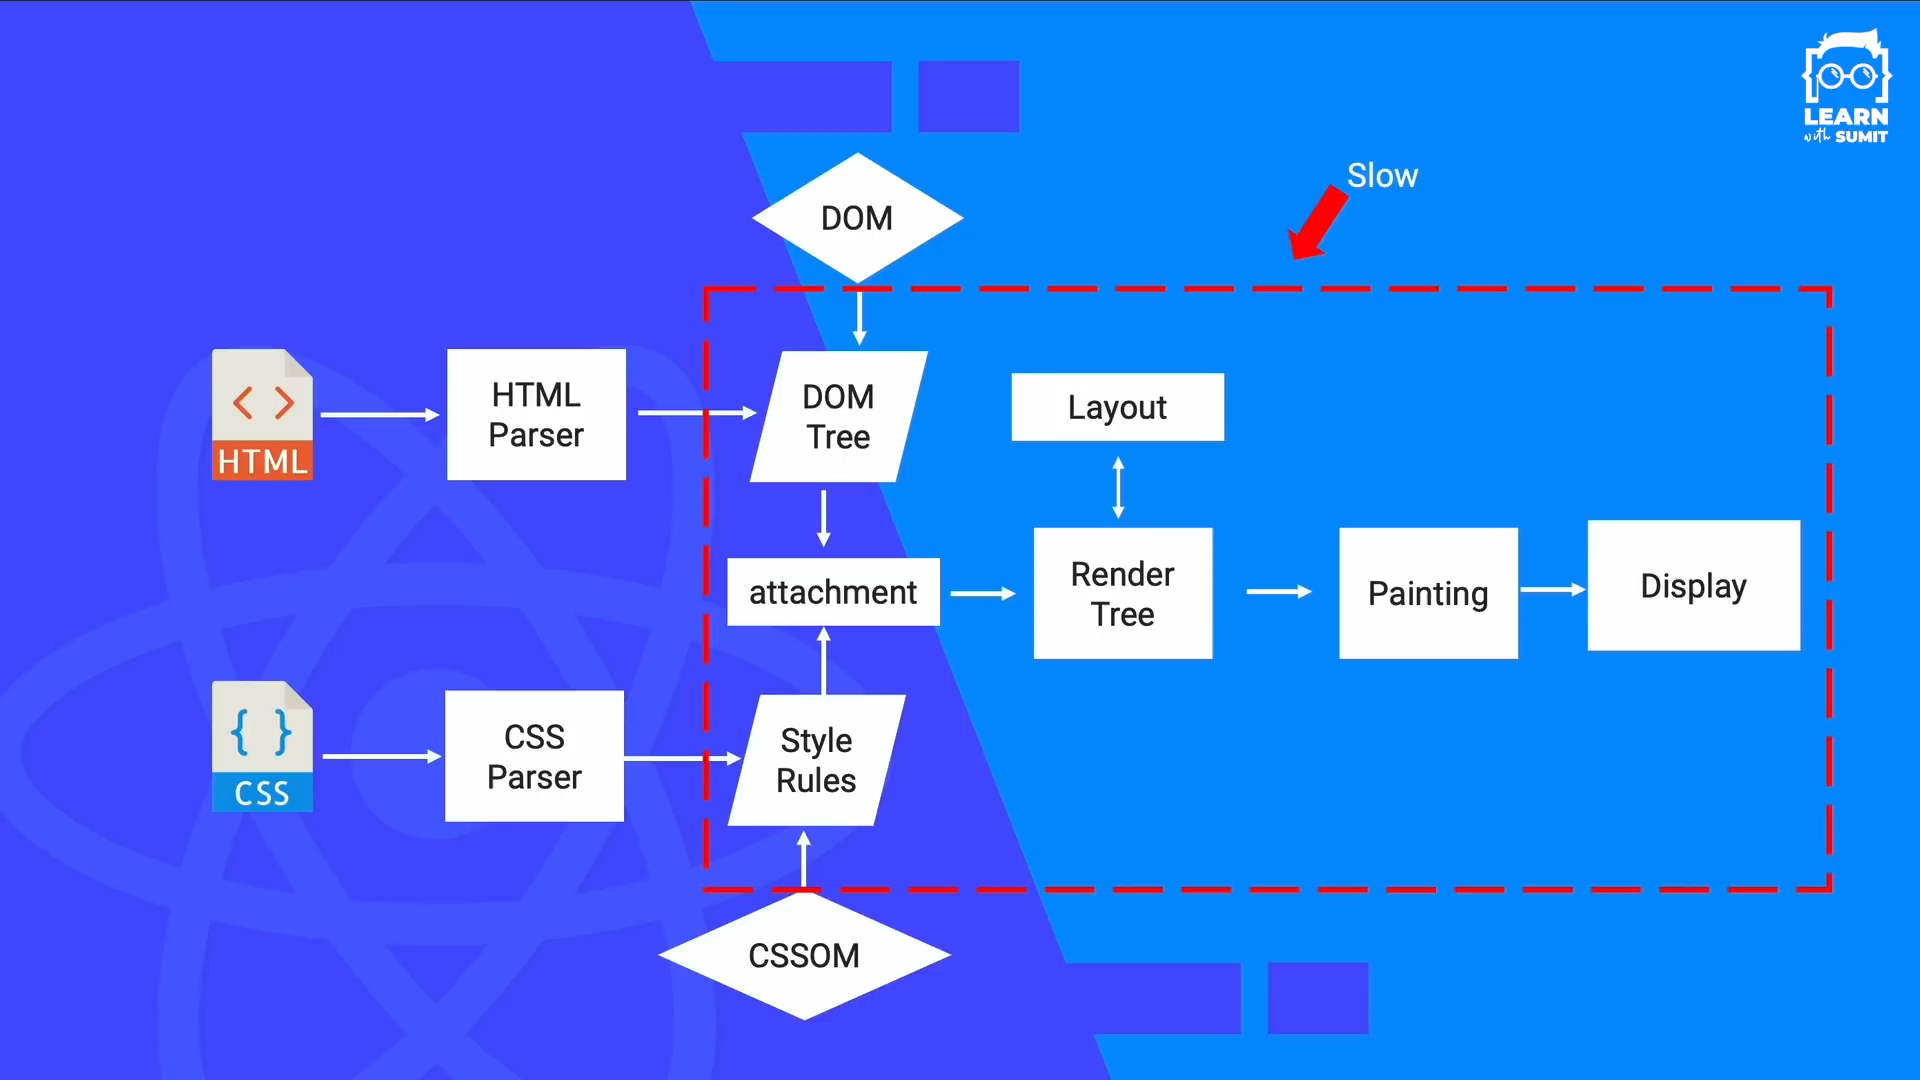 LEARN
with SUMIT
Slow
DOM
HTML
HTML
Parser
DOM
Tree
Layout
attachment
Render
Tree
Painting
Display
CSS
CSS
Parser
Style
Rules
CSSOM